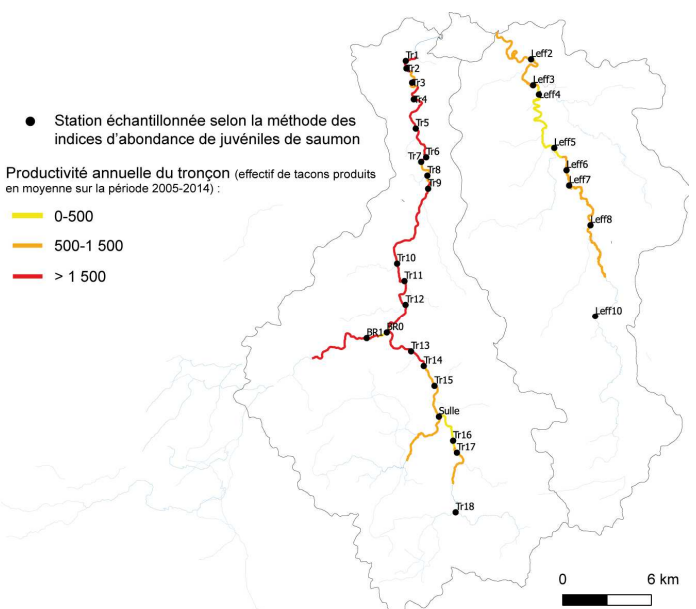 Station échantillonnée selon la méthode des
indices d'abondance de juvéniles de saumon
Productivité annuelle du tronçon (effectif de tacons produits
en moyenne sur la période 2005-2014) :
0-500
500-1 500
> 1 500
Tr1
Tr2
Tr3
Tr4
Tr5
Tr6
Tr7
Tr8
Tr9
Tr10
Tr11
Tr12
BR0
BR1
Tr13
Tr14
Tr15
Sulle
Tr16
Tr17
Tr18
Leff2
Leff3
Leff4
Leff5
Leff6
Leff7
Leff8
Leff10
0 6 km